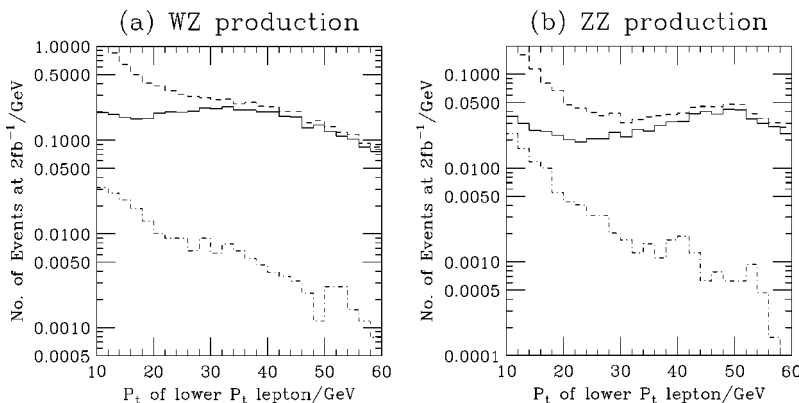 (a) WZ production
(b) ZZ production
No. of Events at 2fb⁻¹/GeV
1.0000
0.5000
0.1000
0.0500
0.0100
0.0050
0.0010
0.0005
10 20 30 40 50 60
P_t of lower P_t lepton/GeV
No. of Events at 2fb⁻¹/GeV
0.1000
0.0500
0.0100
0.0050
0.0010
0.0005
0.0001
10 20 30 40 50 60
P_t of lower P_t lepton/GeV